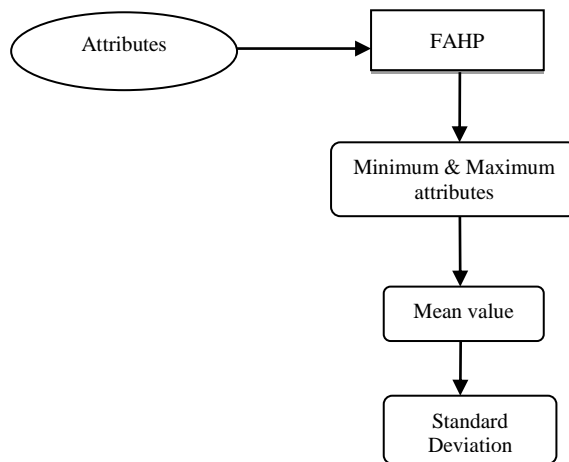 Attributes
FAHP
Minimum & Maximum
attributes
Mean value
Standard
Deviation